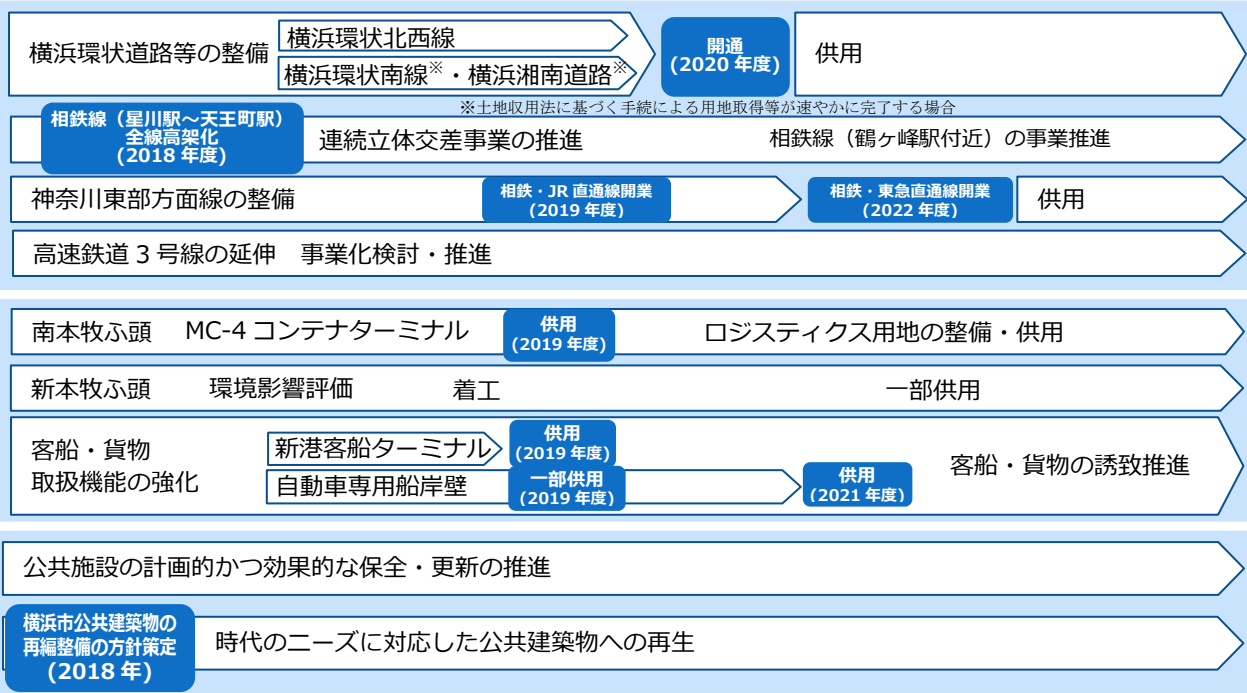 横浜環状道路等の整備
横浜環状北西線
横浜環状南線※・横浜湘南道路※
開通
(2020 年度)
供用
※土地収用法に基づく手続による用地取得等が速やかに完了する場合
相鉄線（星川駅～天王町駅）
全線高架化
(2018 年度)
連続立体交差事業の推進
相鉄線（鶴ヶ峰駅付近）の事業推進
神奈川東部方面線の整備
相鉄・JR 直通線開業
(2019 年度)
相鉄・東急直通線開業
(2022 年度)
供用
高速鉄道 3 号線の延伸 事業化検討・推進
南本牧ふ頭 MC-4 コンテナターミナル
供用
(2019 年度)
ロジスティクス用地の整備・供用
新本牧ふ頭 環境影響評価 着工 一部供用
客船・貨物
取扱機能の強化
新港客船ターミナル
供用
(2019 年度)
自動車専用船岸壁
一部供用
(2019 年度)
供用
(2021 年度)
客船・貨物の誘致推進
公共施設の計画的かつ効果的な保全・更新の推進
横浜市公共建築物の
再編整備の方針策定
(2018 年)
時代のニーズに対応した公共建築物への再生